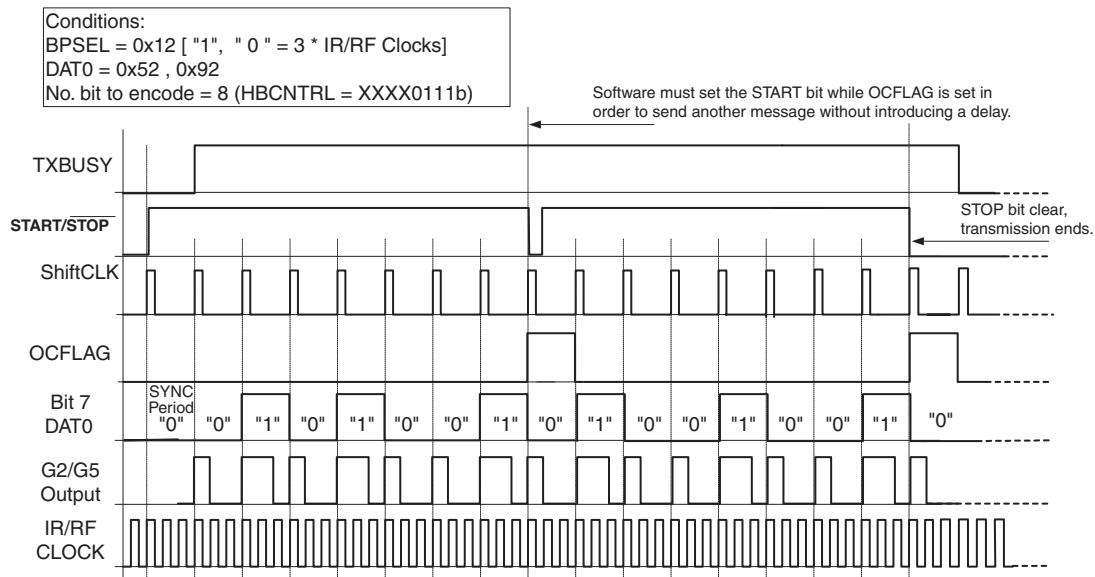 Conditions:
BPSEL = 0x12 [ "1", " 0 " = 3 * IR/RF Clocks]
DAT0 = 0x52 , 0x92
No. bit to encode = 8 (HBCNTRL = XXXX0111b)
Software must set the START bit while OCFLAG is set in
order to send another message without introducing a delay.
TXBUSY
START/STOP
STOP bit clear,
transmission ends.
ShiftCLK
OCFLAG
SYNC
Period
Bit 7
DAT0
"0" "0" "1" "0" "1" "0" "0" "1" "0" "1" "0" "0" "1" "0" "0" "1" "0"
G2/G5
Output
IR/RF
CLOCK